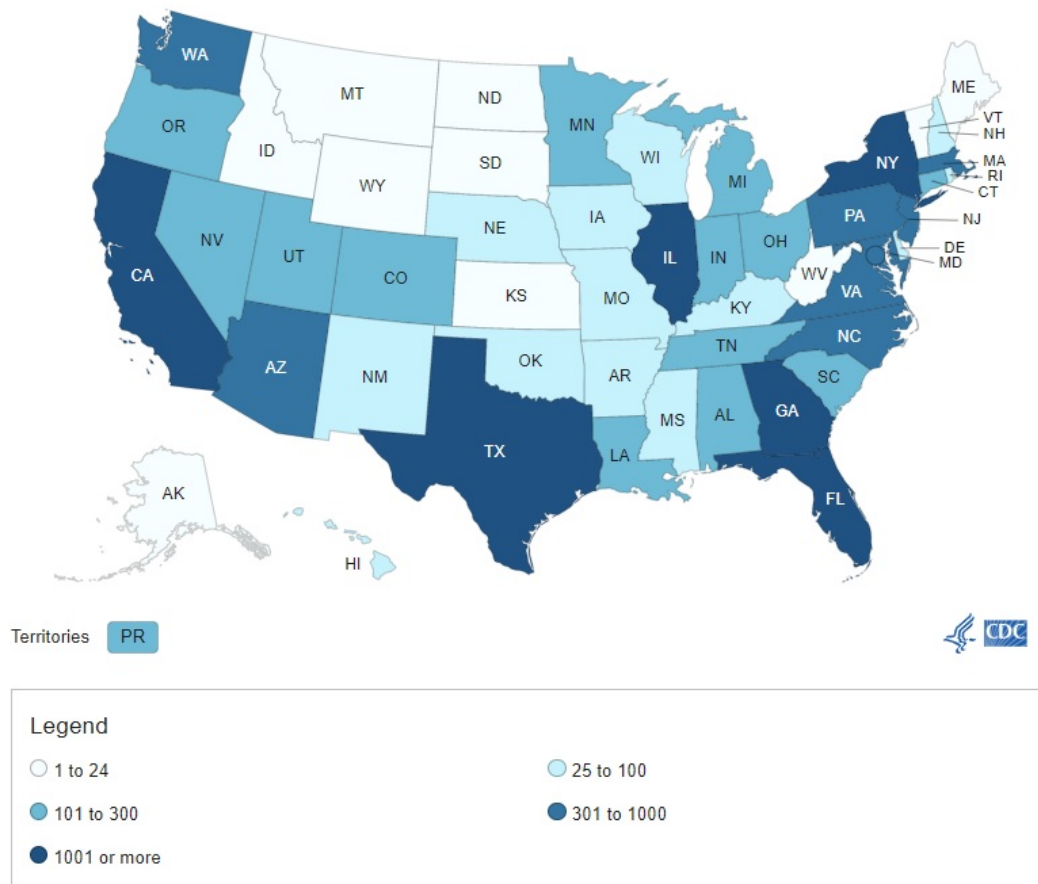 WA
MT
ND
MN
ME
VT
NH
OR
ID
SD
WI
MI
NY
MA
RI
CT
WY
NE
IA
PA
NJ
NV
UT
CO
KS
MO
IL
IN
OH
WV
DE
MD
CA
KY
VA
AZ
NM
OK
AR
TN
NC
SC
TX
LA
MS
AL
GA
FL
AK
HI
Territories PR
CDC
Legend
1 to 24
25 to 100
101 to 300
301 to 1000
1001 or more